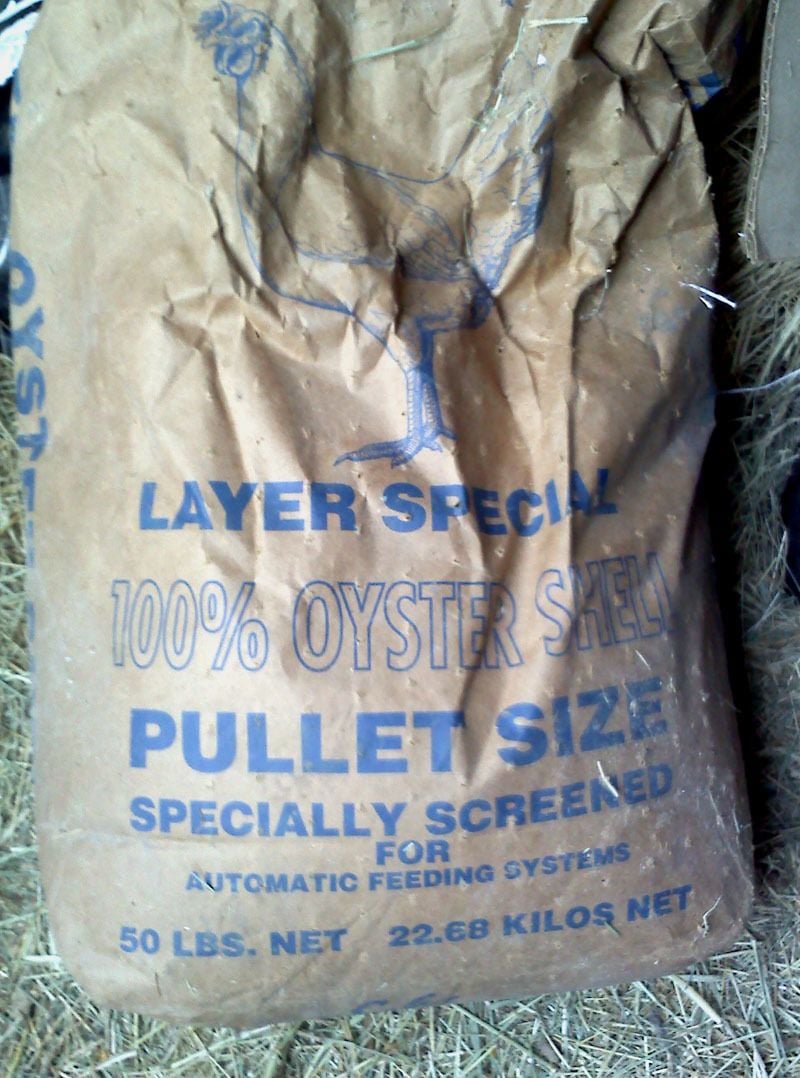 LAYER SPECIAL
100% OYSTER SHELL
PULLET SIZE
SPECIALLY SCREENED
FOR
AUTOMATIC FEEDING SYSTEMS
50 LBS. NET 22.68 KILOS NET